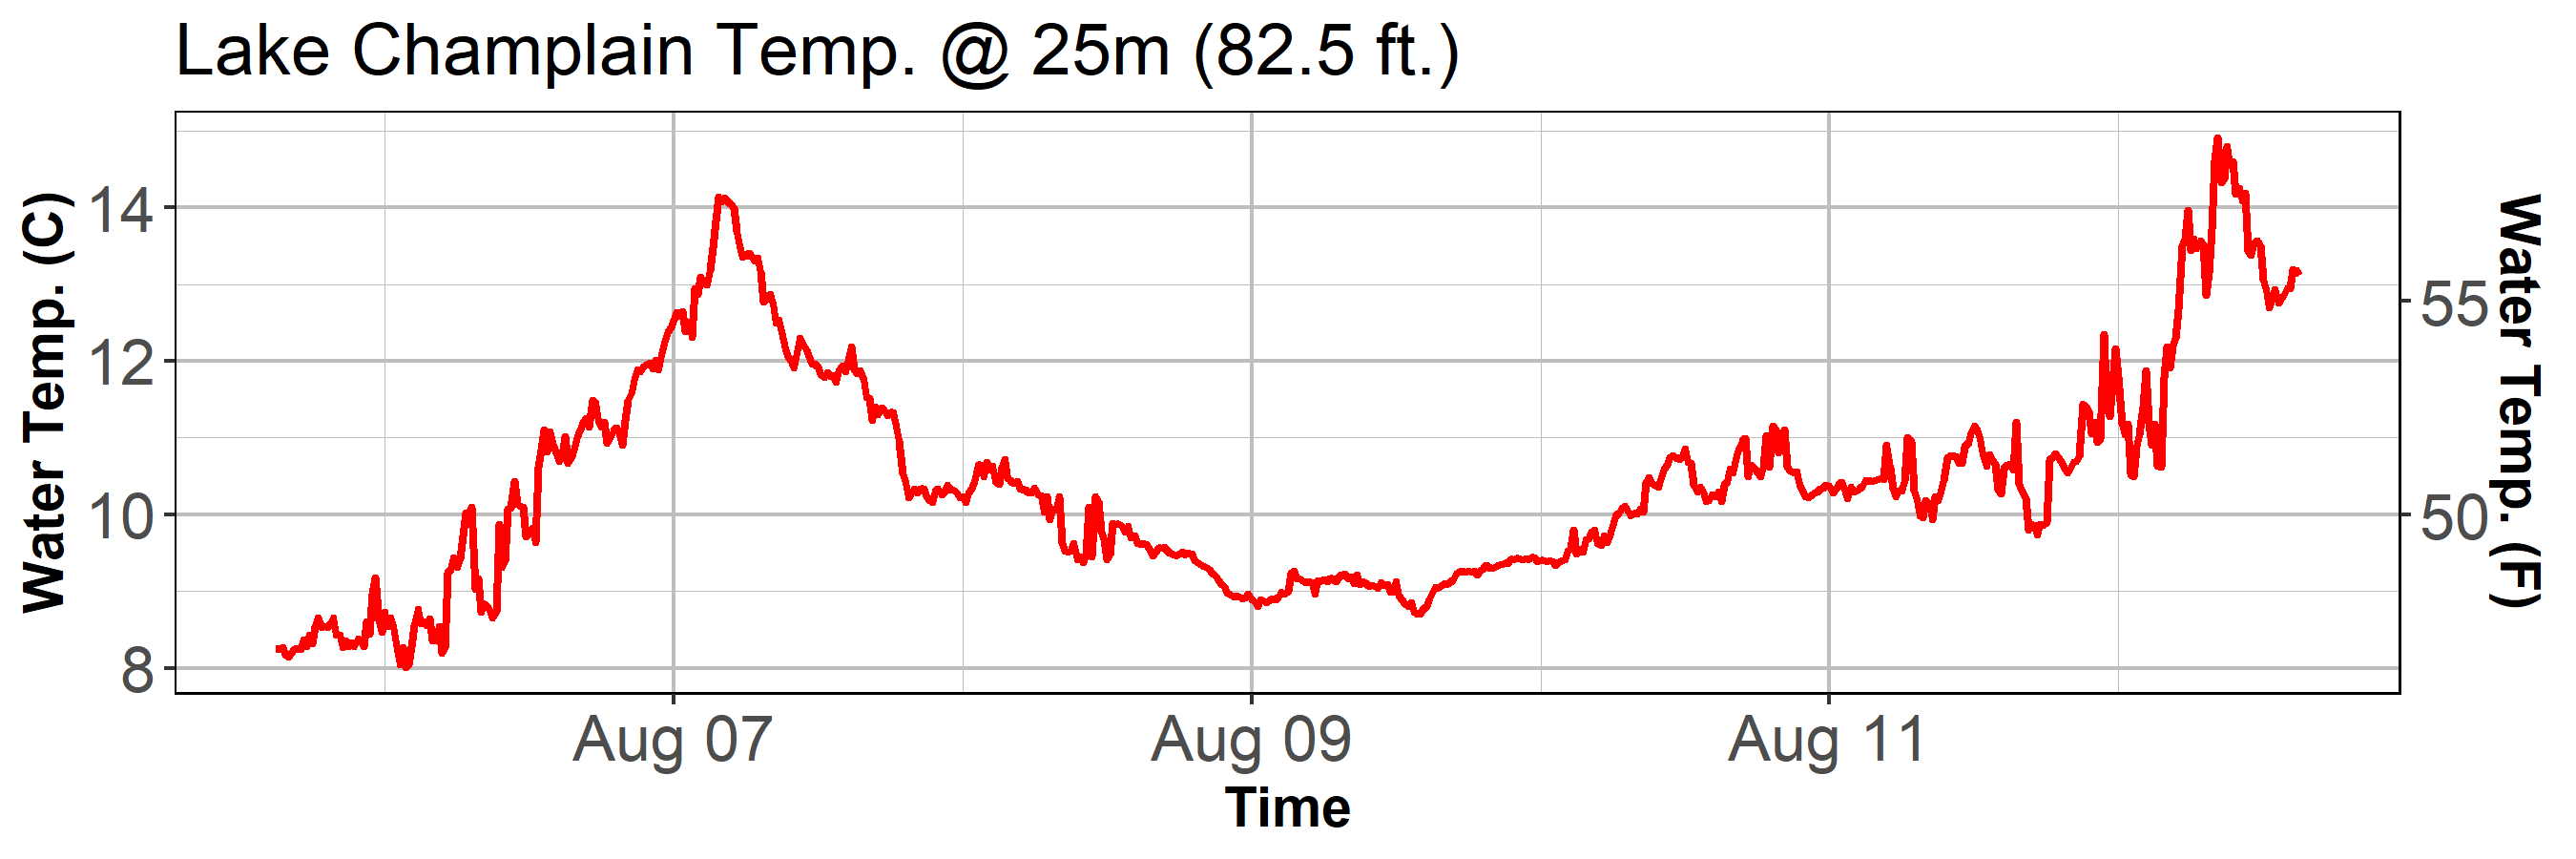 Lake Champlain Temp. @ 25m (82.5 ft.)
Water Temp. (C)
14
12
10
8
55
50
Water Temp. (F)
Aug 07
Aug 09
Aug 11
Time